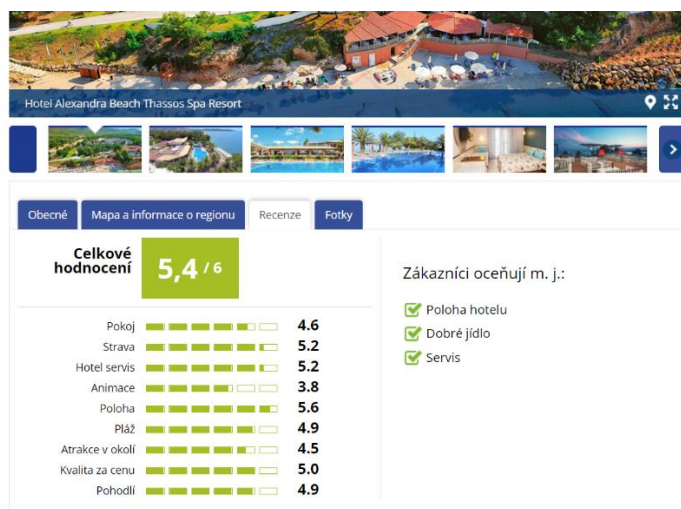 Hotel Alexandra Beach Thassos Spa Resort
Obecné Mapa a informace o regionu Recenze Fotky
Celkové hodnocení 5,4 / 6
Pokoj 4.6
Strava 5.2
Hotel servis 5.2
Animace 3.8
Poloha 5.6
Pláž 4.9
Atrakce v okolí 4.5
Kvalita za cenu 5.0
Pohodlí 4.9
Zákazníci oceňují m. j.:
Poloha hotelu
Dobré jídlo
Servis